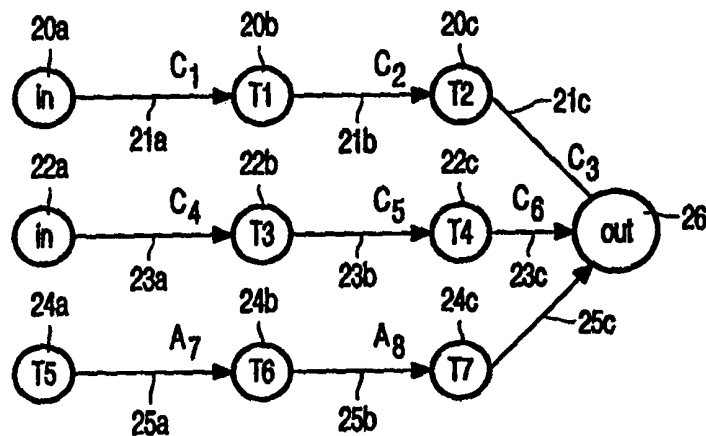 20a 20b 20c
in C1 T1 C2 T2 21c
21a 21b C3
22a 22b 22c
in C4 T3 C5 T4 C6 out 26
23a 23b 23c
24a 24b 24c 25c
T5 A7 T6 A8 T7
25a 25b